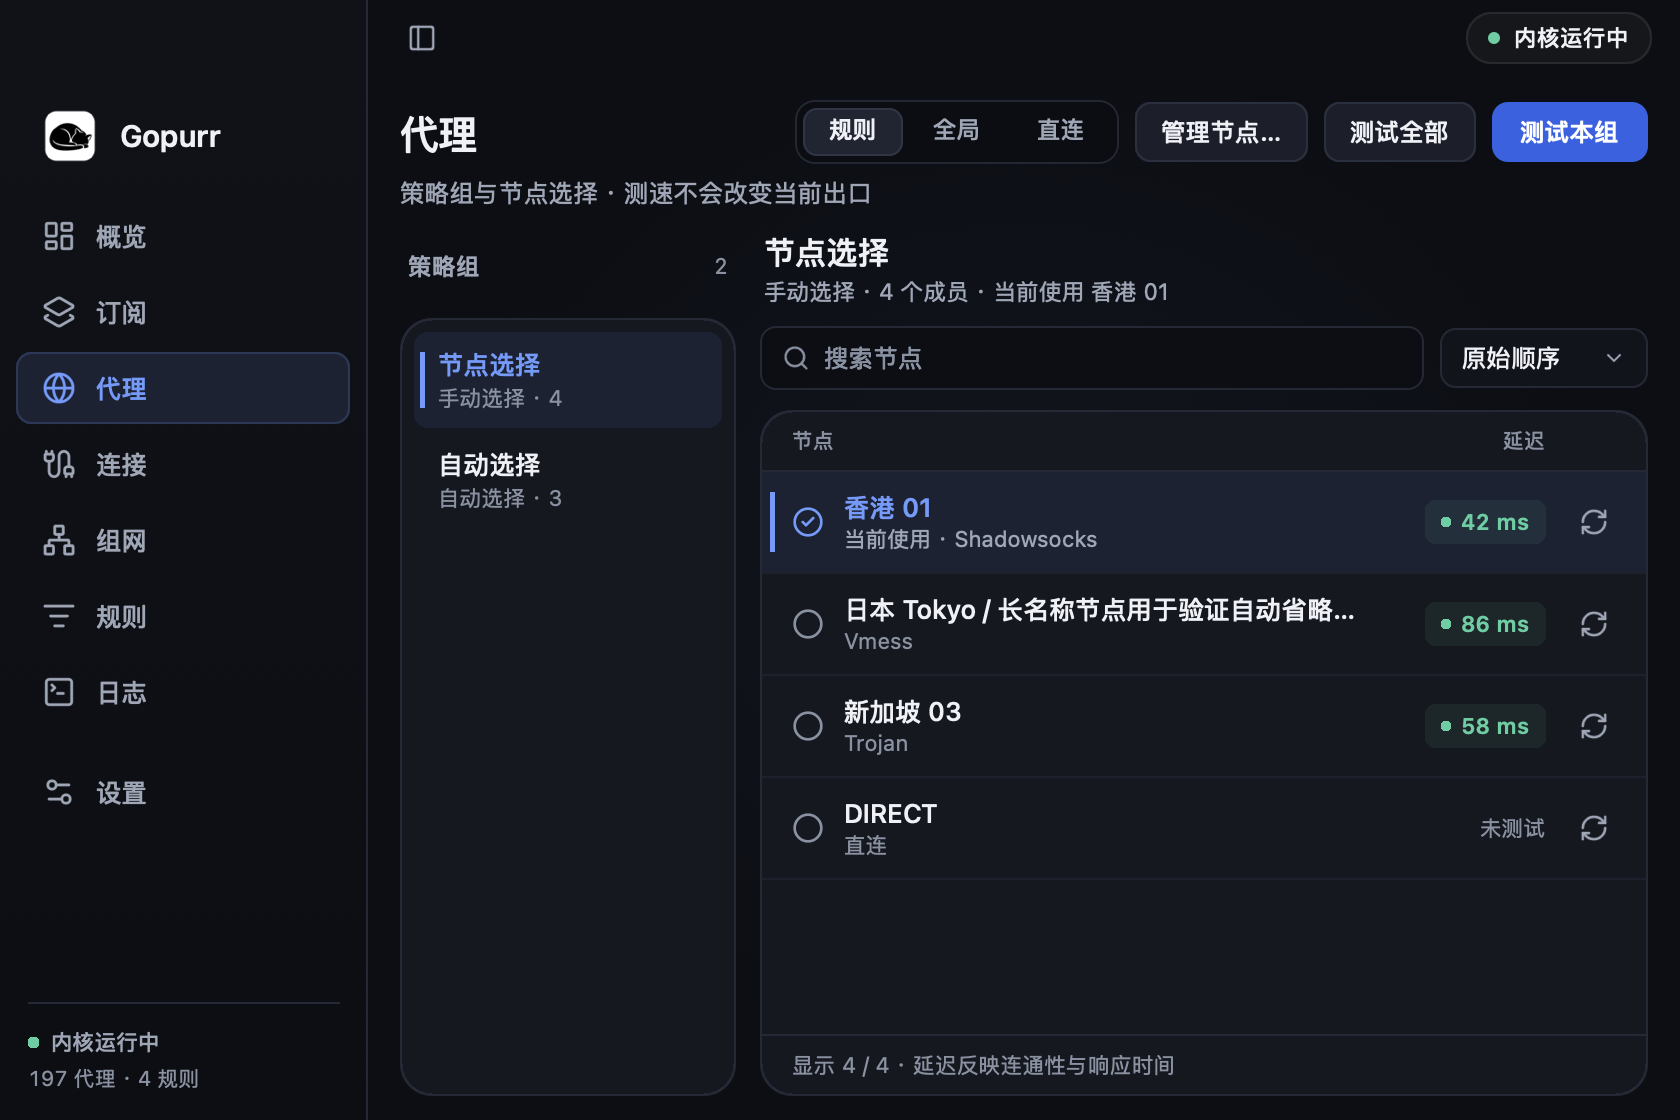 内核运行中
Gopurr
概览
订阅
代理
连接
组网
规则
日志
设置
内核运行中
197 代理 · 4 规则
代理
规则
全局
直连
管理节点...
测试全部
测试本组
策略组与节点选择 · 测速不会改变当前出口
策略组
2
节点选择
手动选择 · 4
自动选择
自动选择 · 3
节点选择
手动选择 · 4 个成员 · 当前使用 香港 01
搜索节点
原始顺序
节点
延迟
香港 01
当前使用 · Shadowsocks
42 ms
日本 Tokyo / 长名称节点用于验证自动省略...
Vmess
86 ms
新加坡 03
Trojan
58 ms
DIRECT
直连
未测试
显示 4 / 4 · 延迟反映连通性与响应时间